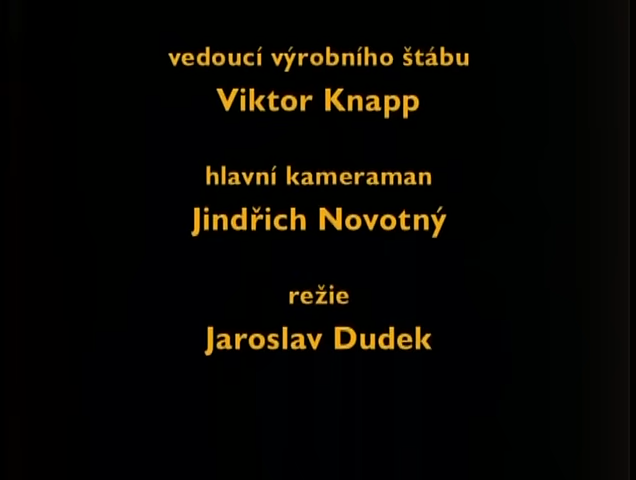 vedoucí výrobního štábu
Viktor Knapp
hlavní kameraman
Jindřich Novotný
režie
Jaroslav Dudek